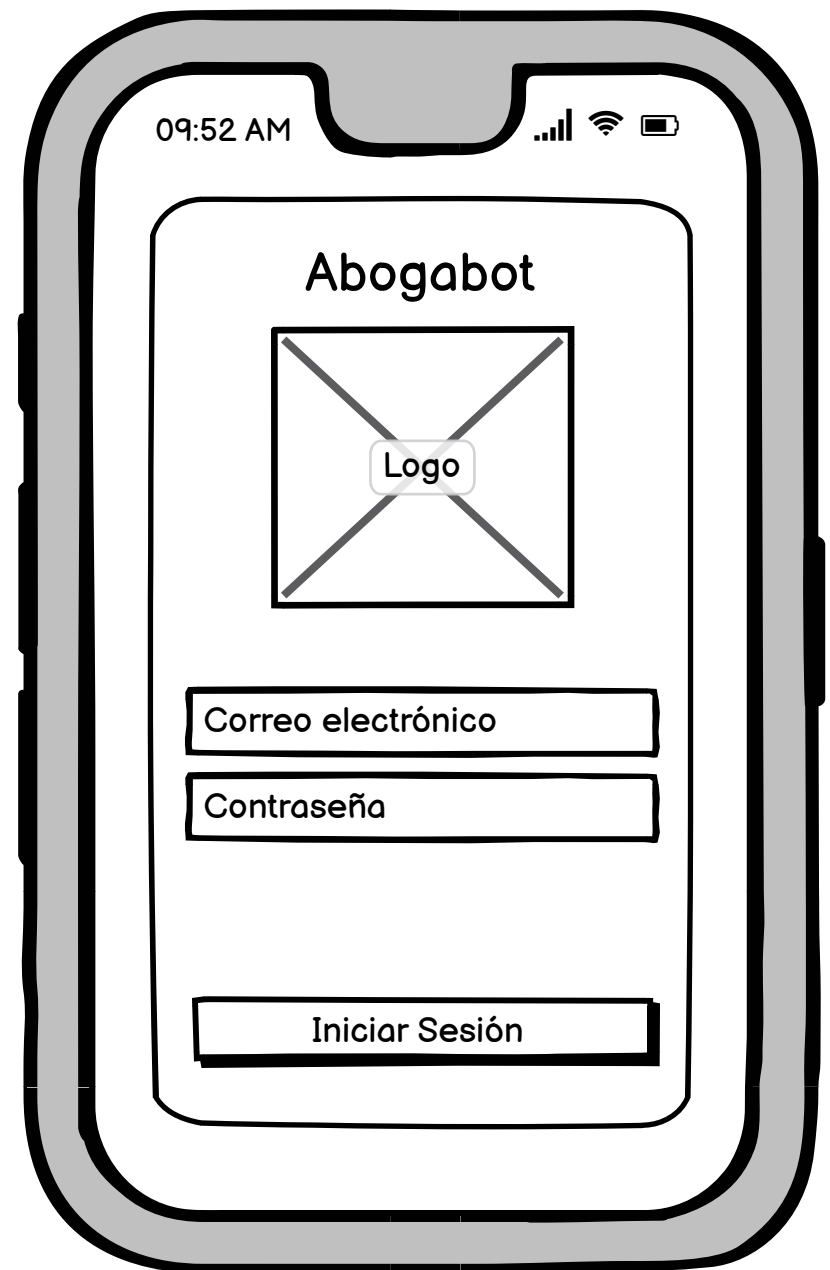 09:52 AM
Abogabot
Logo
Correo electrónico
Contraseña
Iniciar Sesión